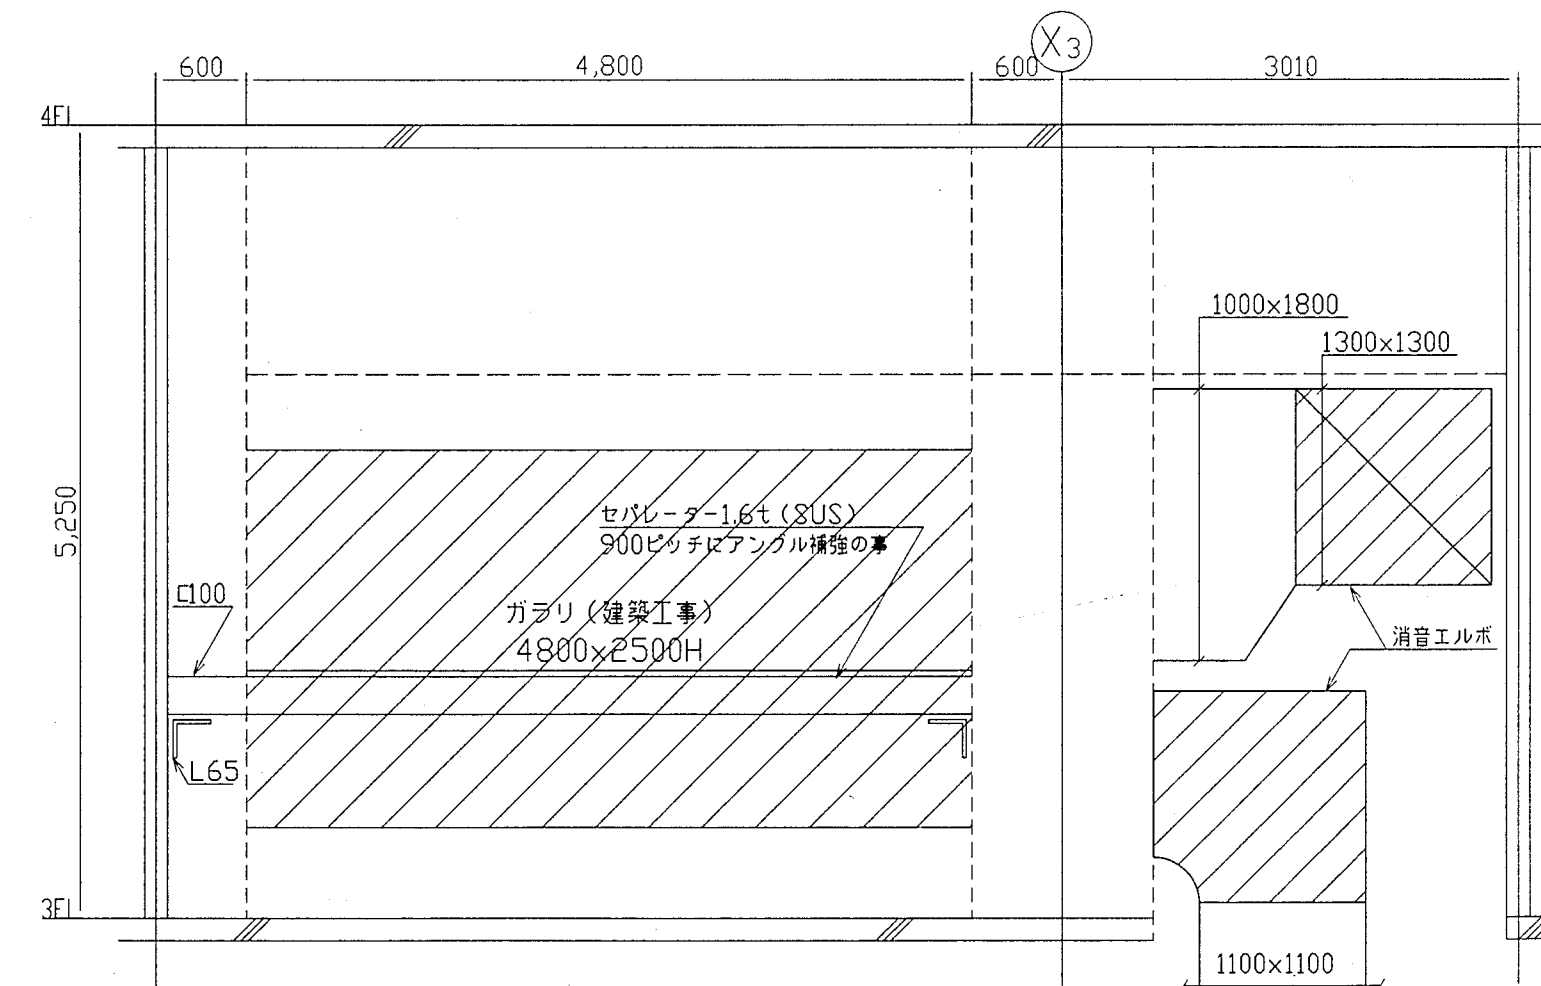 X3
600
4,800
600
3010
4FL
1000×1800
1300×1300
5,250
セパレーター1.6t(SUS)
900ピッチにアングル補強の事
[100
ガラリ(建築工事)
4800×2500H
消音エルボ
L65
3FL
1100×1100